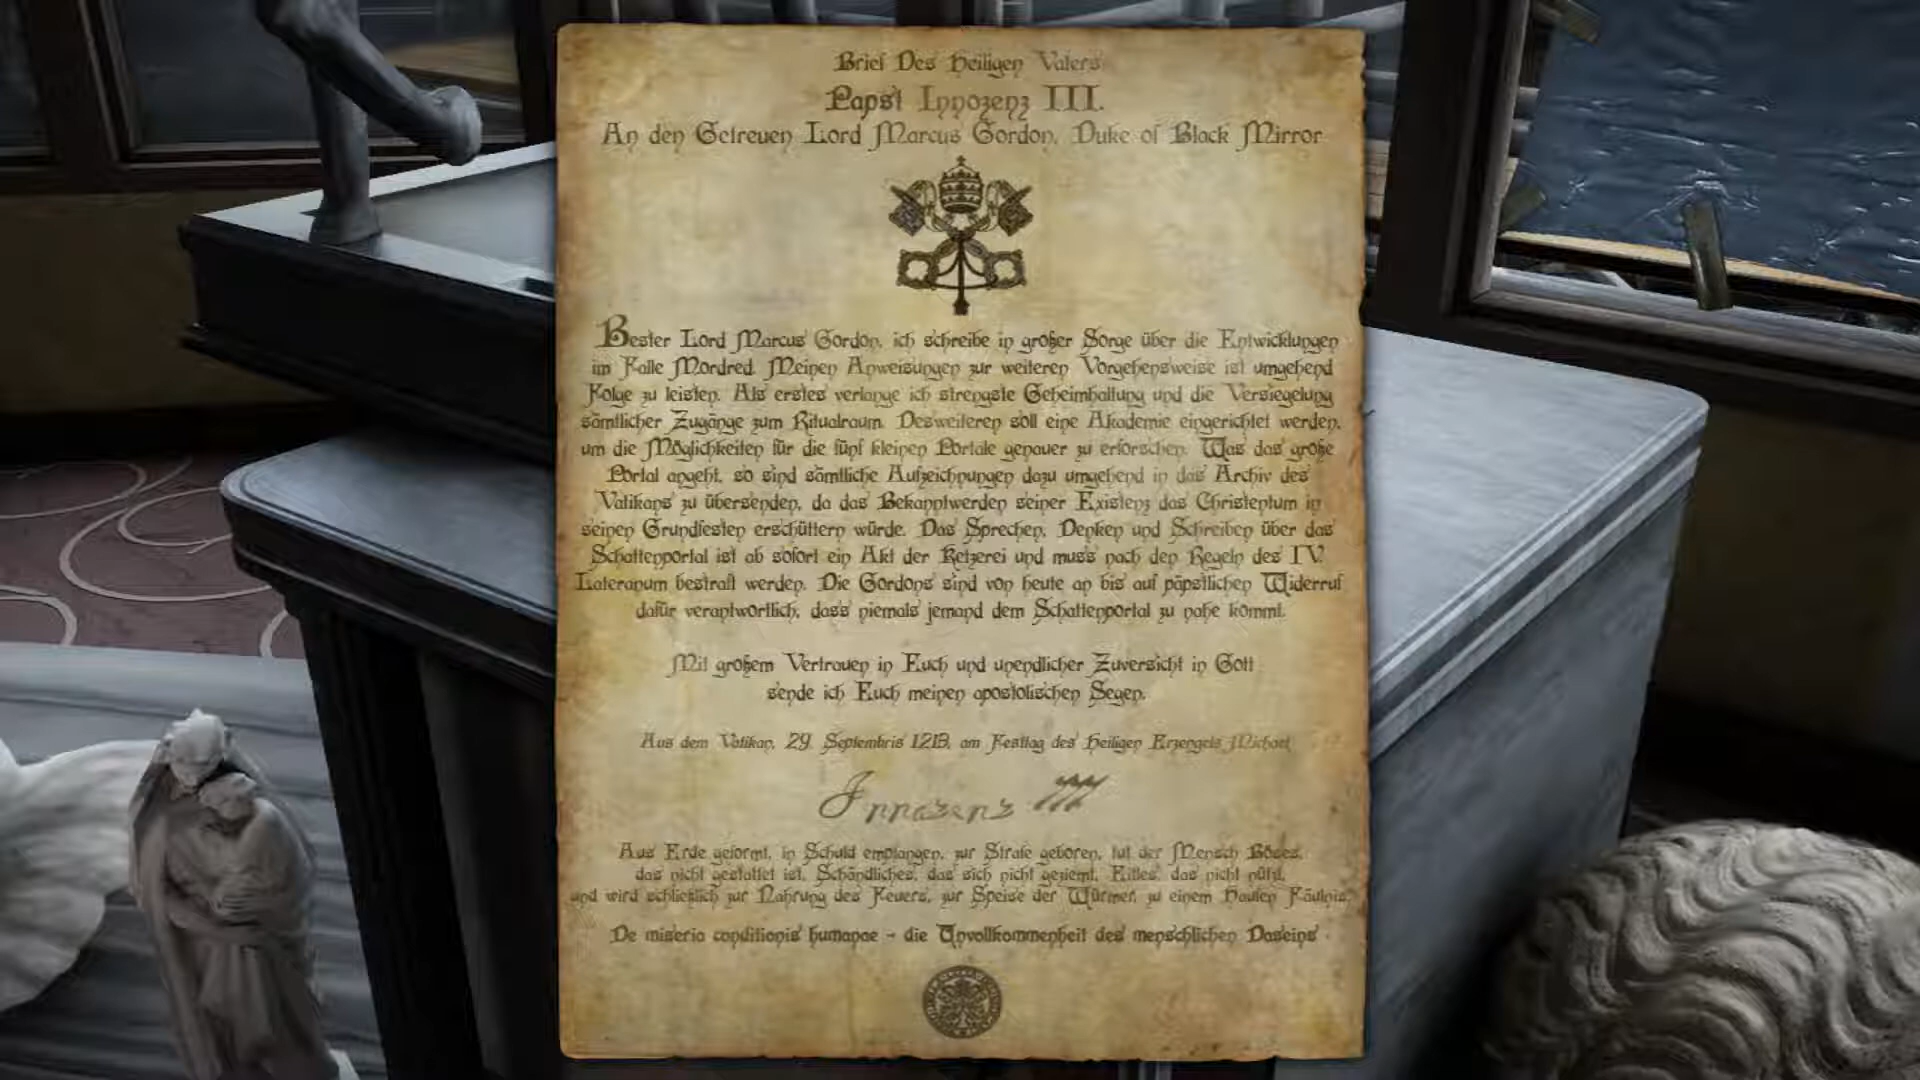 Brief Des Heiligen Vaters
Papst Innozenz III.
An den Getreuen Lord Marcus Gordon, Duke of Black Mirror
Bester Lord Marcus Gordon, ich schreibe in großer Sorge über die Entwicklungen
im Falle Mordred. Meinen Anweisungen zur weiteren Vorgehensweise ist umgehend
Folge zu leisten. Als erstes verlange ich strengste Geheimhaltung und die Versiegelung
sämtlicher Zugänge zum Ritualraum. Desweiteren soll eine Akademie eingerichtet werden,
um die Möglichkeiten für die fünf kleinen Portale genauer zu erforschen. Was das große
Portal angeht, so sind sämtliche Aufzeichnungen dazu umgehend in das Archiv des
Vatikans zu übersenden, da das Bekanntwerden seiner Existenz das Christentum in
seinen Grundfesten erschüttern würde. Das Sprechen, Denken und Schreiben über das
Schattenportal ist ab sofort ein Akt der Ketzerei und muss nach den Regeln des IV.
Lateranum bestraft werden. Die Gordons sind von heute an bis auf päpstlichen Widerruf
dafür verantwortlich, dass niemals jemand dem Schattenportal zu nahe kommt.
Mit großem Vertrauen in Euch und unendlicher Zuversicht in Gott
sende ich Euch meinen apostolischen Segen.
Aus dem Vatikan, 29. Septembris 1213, am Festtag des Heiligen Erzengels Michael
Innozenz III
Aus Erde geformt, in Schuld empfangen, zur Strafe geboren, tut der Mensch Böses,
das nicht gestattet ist, Schändliches, das sich nicht geziemt, Eitles, das nicht nützt,
und wird schließlich zur Nahrung des Feuers, zur Speise der Würmer, zu einem Haufen Fäulnis.
De miseria conditionis humanae - die Unvollkommenheit des menschlichen Daseins